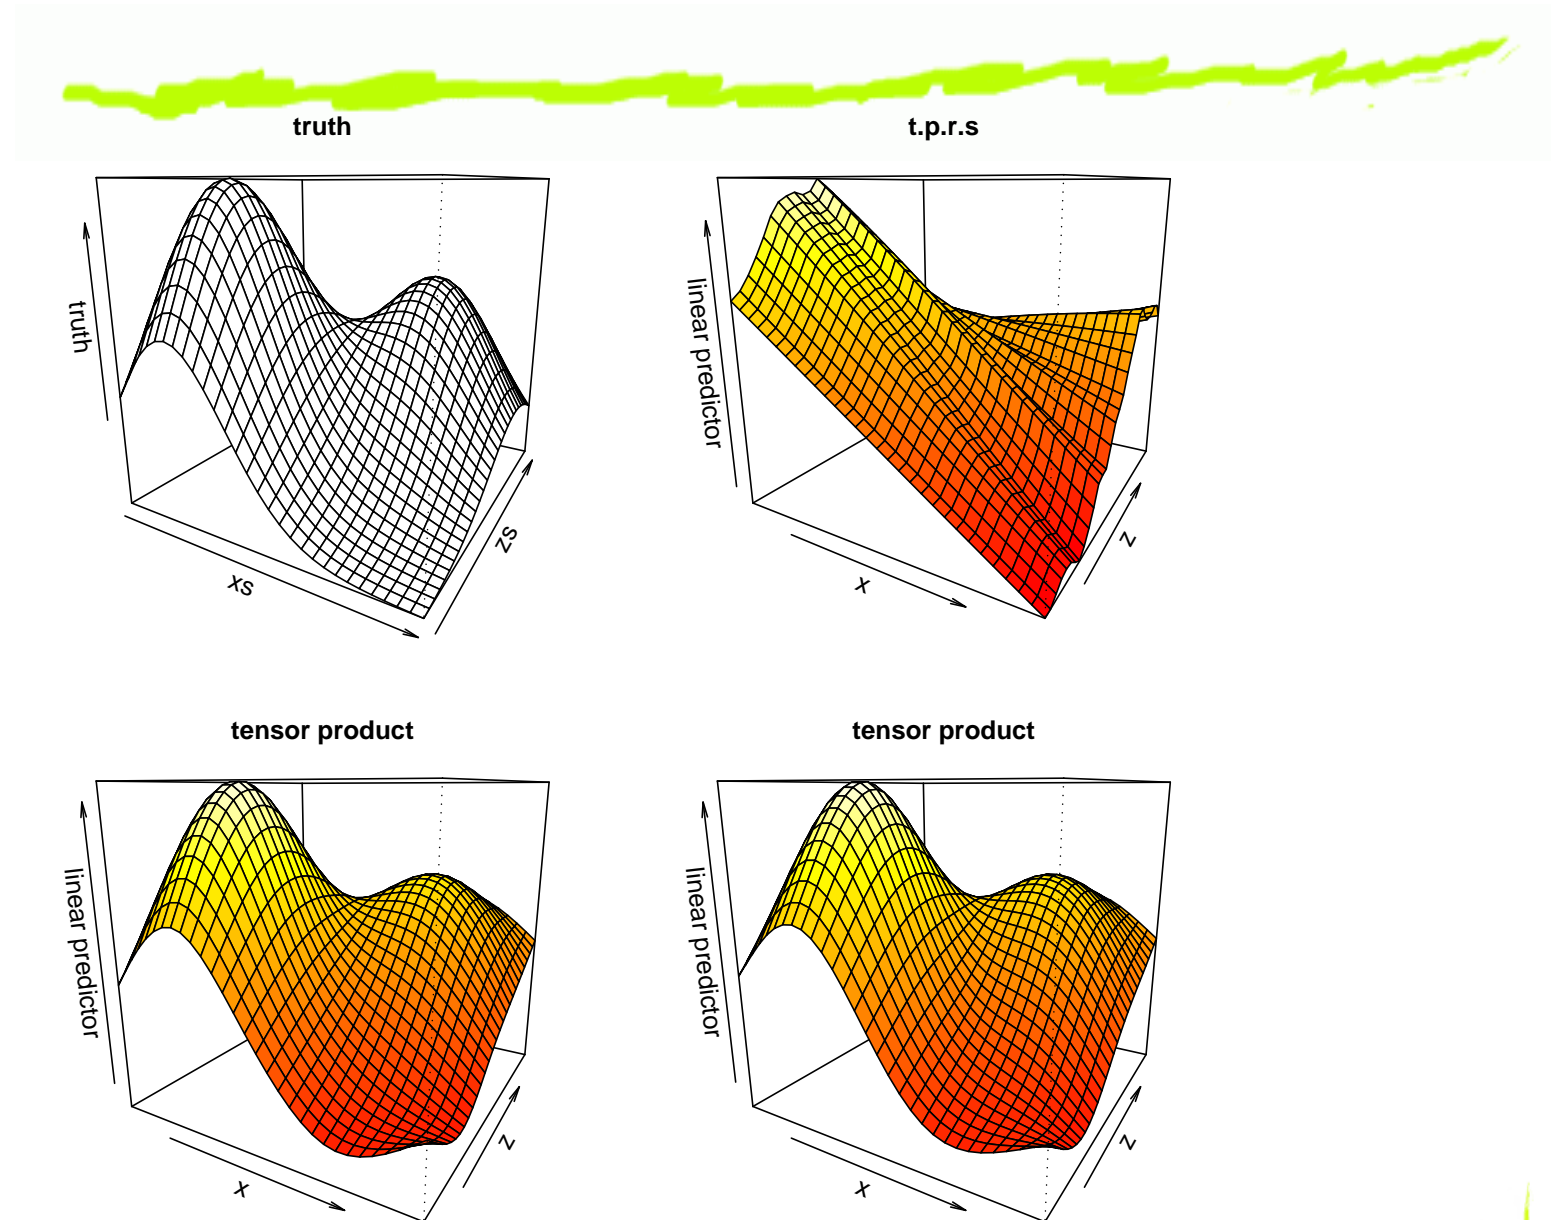 truth
t.p.r.s
truth
xs
zs
linear predictor
x
z
tensor product
tensor product
linear predictor
x
z
linear predictor
x
z